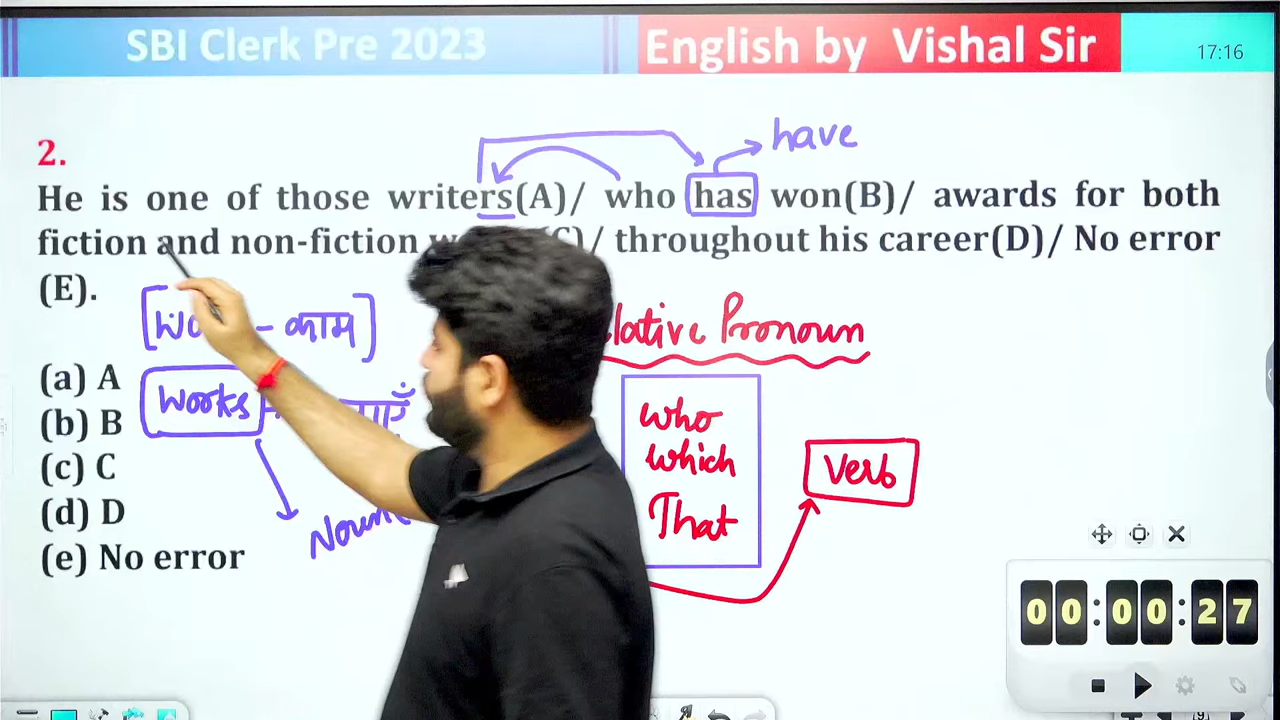 SBI Clerk Pre 2023
English by Vishal Sir
17:16
2.
have
He is one of those writers(A)/ who has won(B)/ awards for both
fiction and non-fiction (C)/ throughout his career(D)/ No error
(E).
काम
Relative Pronoun
(a) A
Works
who
(b) B
which
Verb
(c) C
That
(d) D
Noun
(e) No error
00:00:27